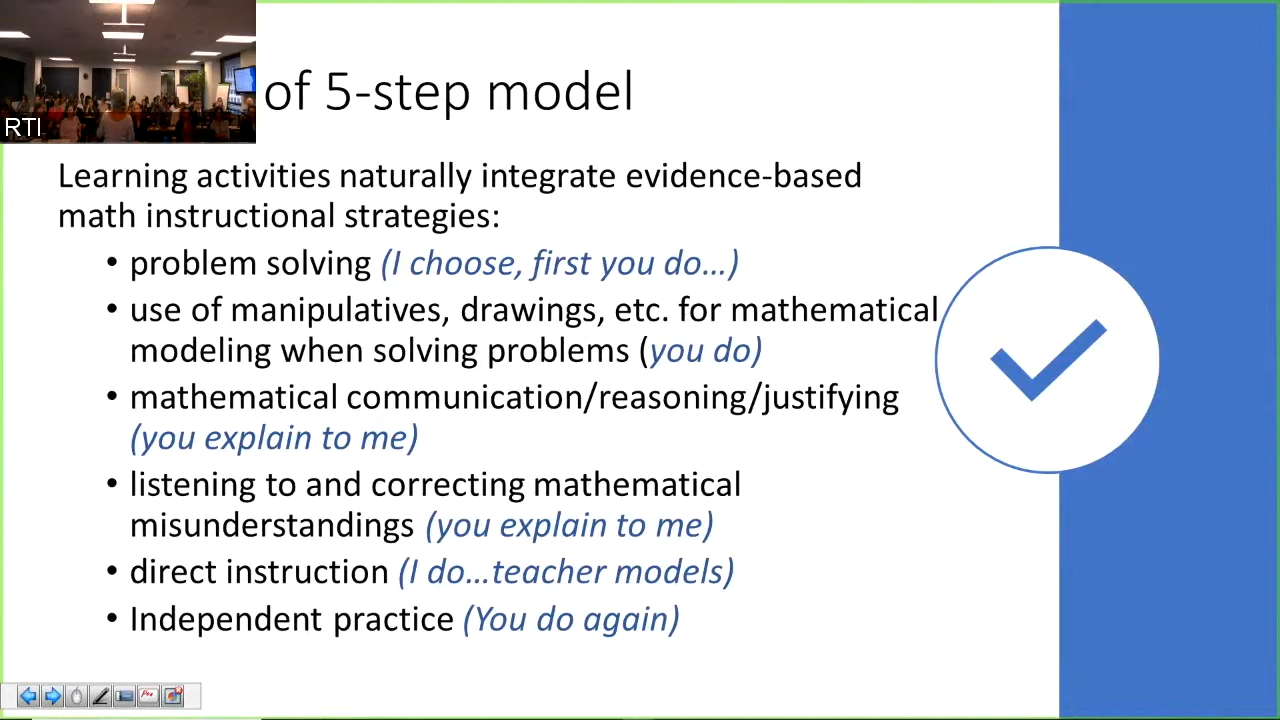 of 5-step model
RTI
Learning activities naturally integrate evidence-based
math instructional strategies:
• problem solving (I choose, first you do…)
• use of manipulatives, drawings, etc. for mathematical
modeling when solving problems (you do)
• mathematical communication/reasoning/justifying
(you explain to me)
• listening to and correcting mathematical
misunderstandings (you explain to me)
• direct instruction (I do…teacher models)
• Independent practice (You do again)